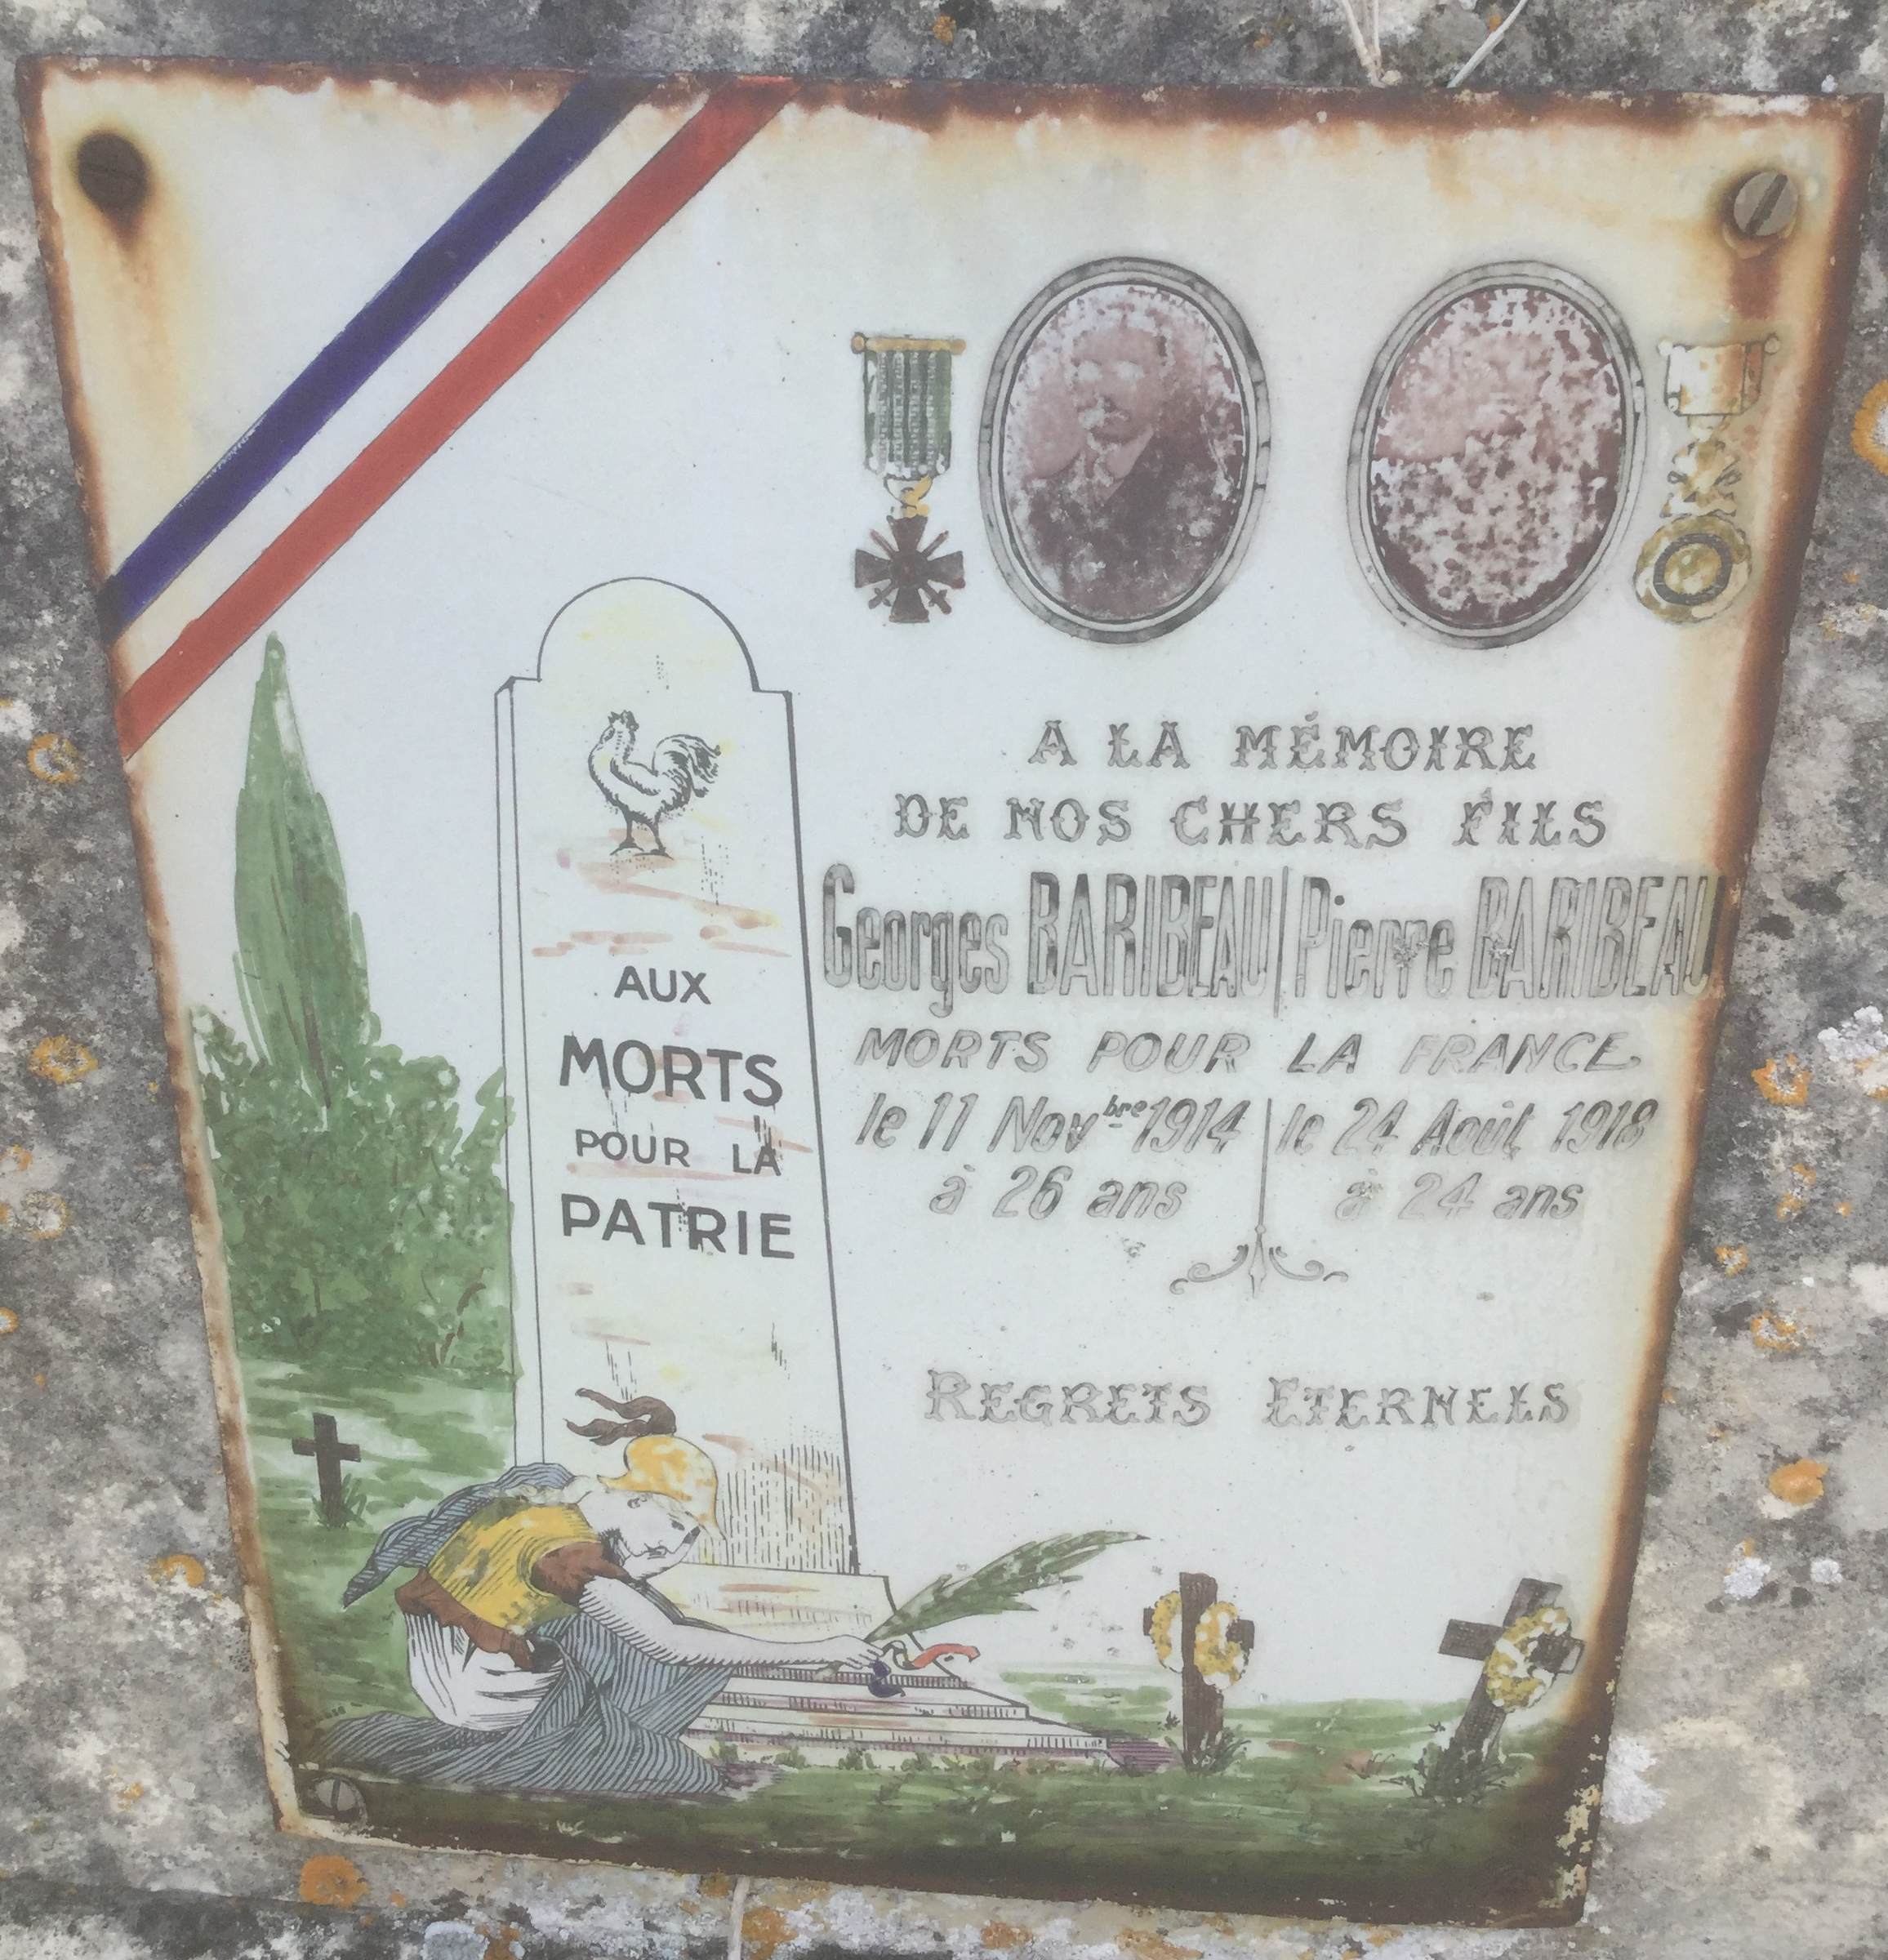 AUX
MORTS
POUR LA
PATRIE
A LA MÉMOIRE
DE NOS CHERS FILS
Georges BARIBEAU | Pierre BARIBEAU
MORTS POUR LA FRANCE
le 11 Novbre 1914 | le 24 Août 1918
à 26 ans à 24 ans
REGRETS ETERNELS